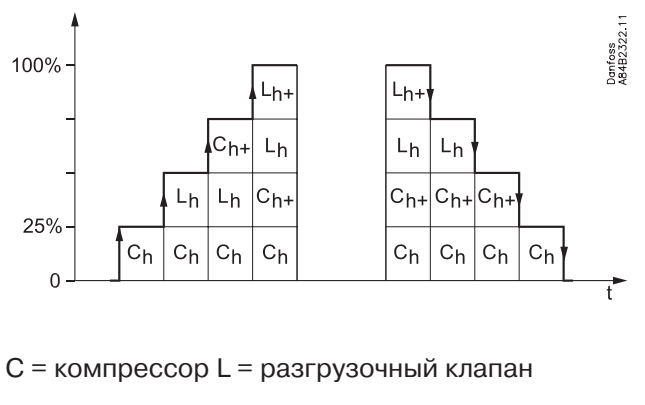 Danfoss
A84B2322.11
100%
Lh+ Lh+
Ch+ Lh Lh Lh
Lh Lh Ch+ Ch+ Ch+ Ch+
25%
Ch Ch Ch Ch Ch Ch Ch Ch
0
t
C = компрессор L = разгрузочный клапан